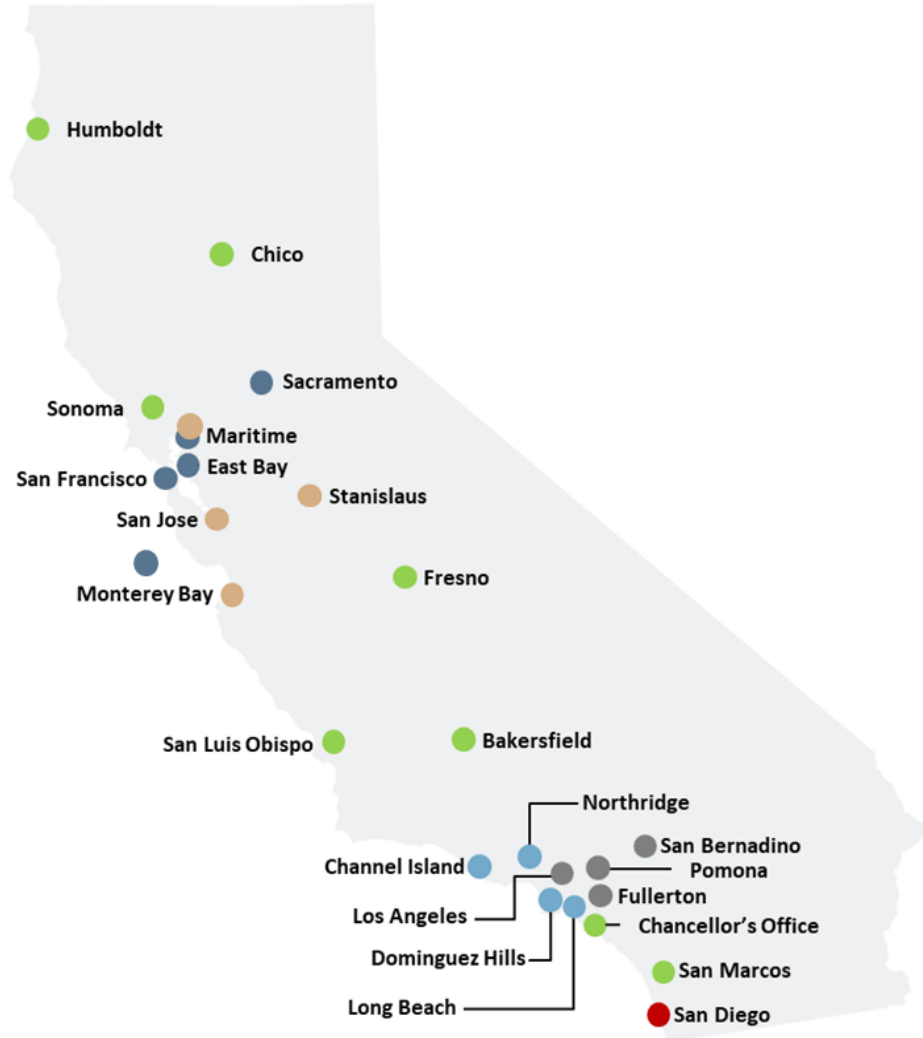 Humboldt
Chico
Sacramento
Sonoma
Maritime
East Bay
San Francisco
Stanislaus
San Jose
Fresno
Monterey Bay
San Luis Obispo
Bakersfield
Northridge
San Bernadino
Channel Island
Pomona
Fullerton
Los Angeles
Chancellor's Office
Dominguez Hills
San Marcos
Long Beach
San Diego